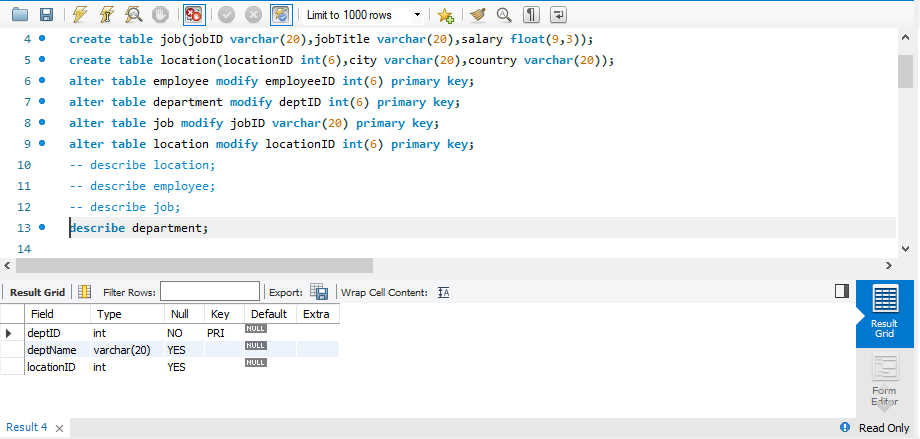 Limit to 1000 rows
4 create table job(jobID varchar(20),jobTitle varchar(20),salary float(9,3));
5 create table location(locationID int(6),city varchar(20),country varchar(20));
6 alter table employee modify employeeID int(6) primary key;
7 alter table department modify deptID int(6) primary key;
8 alter table job modify jobID varchar(20) primary key;
9 alter table location modify locationID int(6) primary key;
10 -- describe location;
11 -- describe employee;
12 -- describe job;
13 describe department;
14
Result Grid Filter Rows: Export: Wrap Cell Content:
Field Type Null Key Default Extra
deptID int NO PRI NULL
deptName varchar(20) YES NULL
locationID int YES NULL
Result
Grid
Form
Editor
Result 4 Read Only